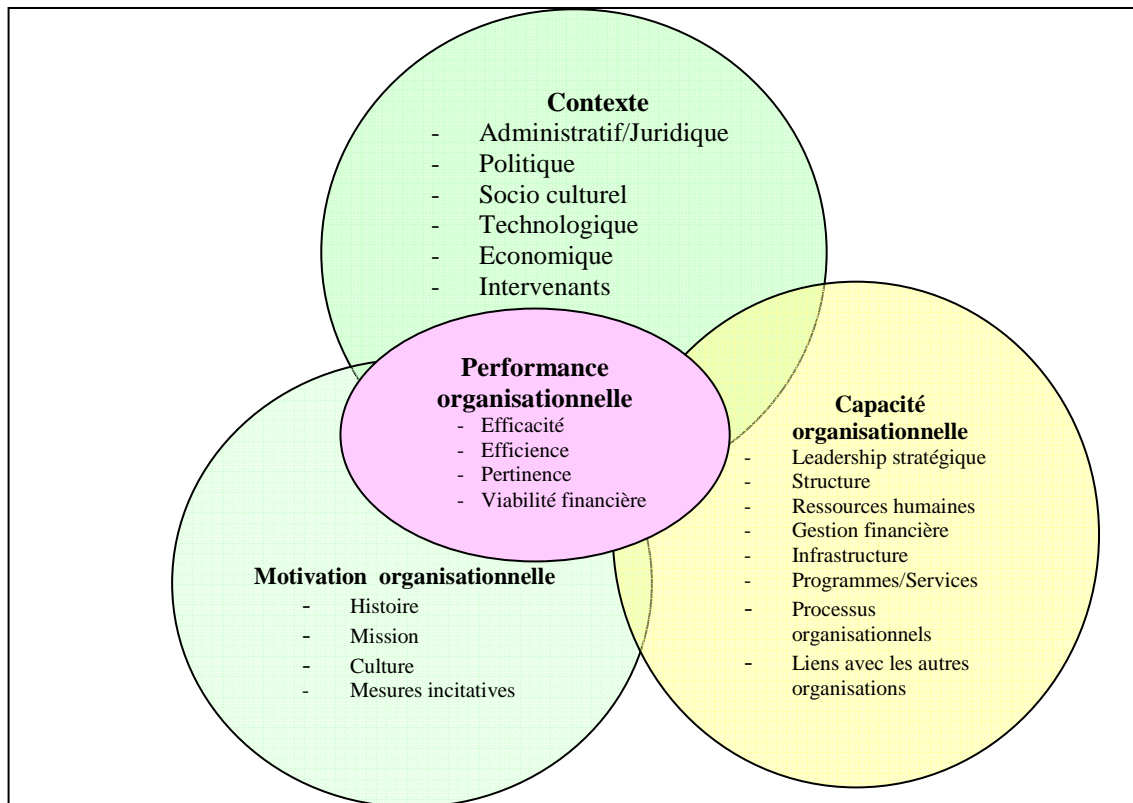 Contexte
- Administratif/Juridique
- Politique
- Socio culturel
- Technologique
- Economique
- Intervenants
Performance
organisationnelle
- Efficacité
- Efficience
- Pertinence
- Viabilité financière
Capacité
organisationnelle
- Leadership stratégique
- Structure
- Ressources humaines
- Gestion financière
- Infrastructure
- Programmes/Services
- Processus
organisationnels
- Liens avec les autres
organisations
Motivation organisationnelle
- Histoire
- Mission
- Culture
- Mesures incitatives